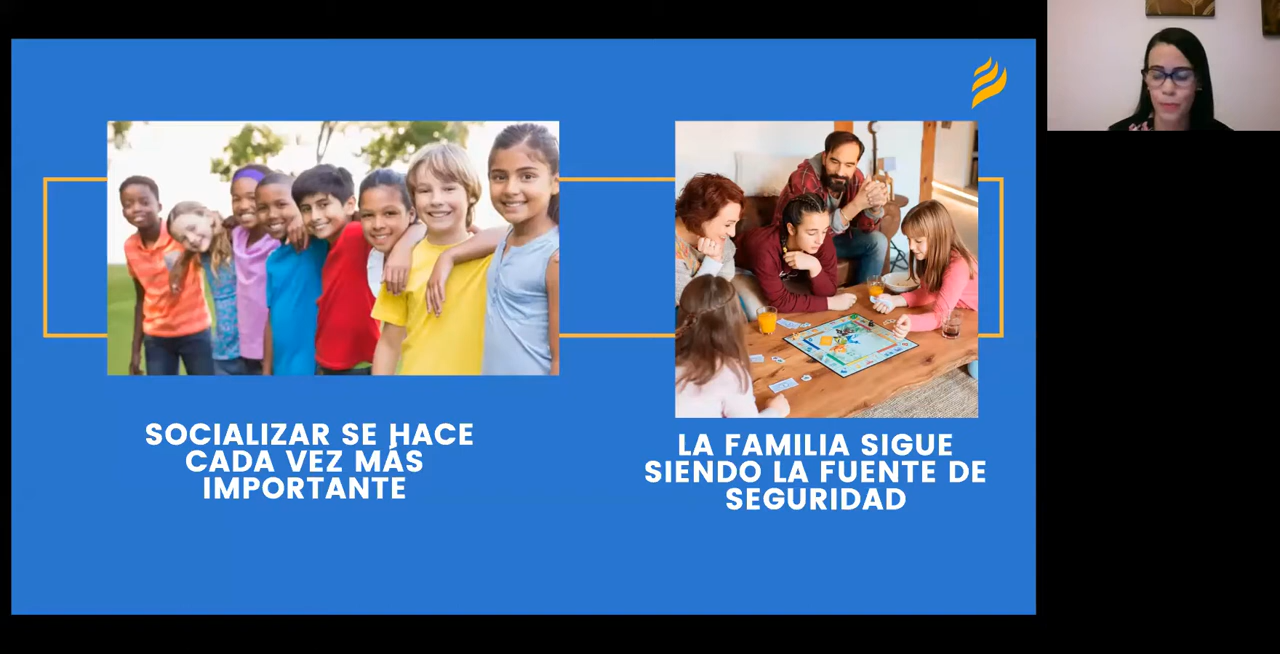 SOCIALIZAR SE HACE
CADA VEZ MÁS
IMPORTANTE
LA FAMILIA SIGUE
SIENDO LA FUENTE DE
SEGURIDAD